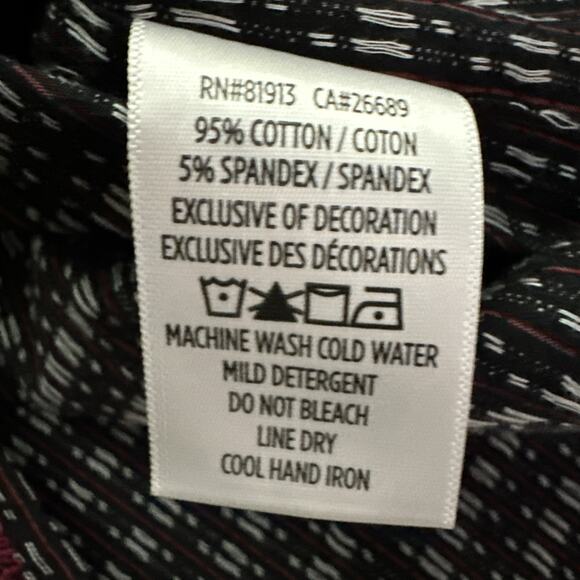 RN#81913 CA#26689
95% COTTON / COTON
5% SPANDEX / SPANDEX
EXCLUSIVE OF DECORATION
EXCLUSIVE DES DÉCORATIONS
MACHINE WASH COLD WATER
MILD DETERGENT
DO NOT BLEACH
LINE DRY
COOL HAND IRON